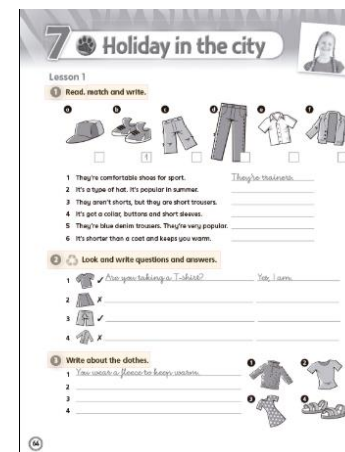 7 Holiday in the city
Lesson 1
1 Read, match and write.
a b c d e f
1
1 They're comfortable shoes for sport. They're trainers.
2 It's a type of hat. It's popular in summer.
3 They aren't shorts, but they are short trousers.
4 It's got a collar, buttons and short sleeves.
5 They're blue denim trousers. They're very popular.
6 It's shorter than a coat and keeps you warm.
2 Look and write questions and answers.
1 ✓ Are you taking a T-shirt? Yes, I am.
2 ✗
3 ✓
4 ✗
3 Write about the clothes.
1 You wear a fleece to keep warm.
2
3
4
1 2
3 4
64